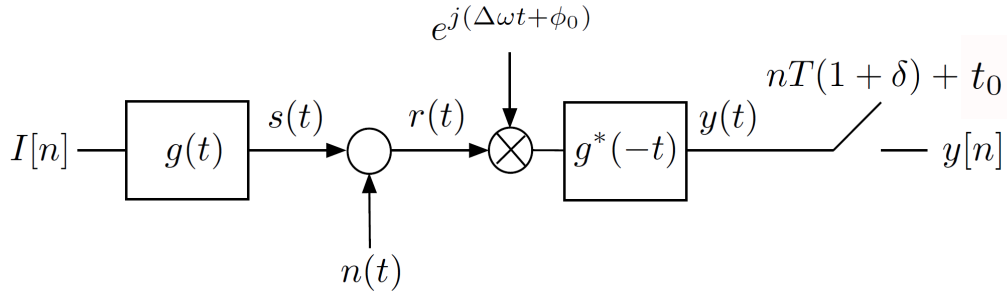 e^{j(Δωt+ϕ_0)}
nT(1 + δ) + t_0
s(t)
r(t)
y(t)
I[n]
g(t)
g^*(−t)
y[n]
n(t)